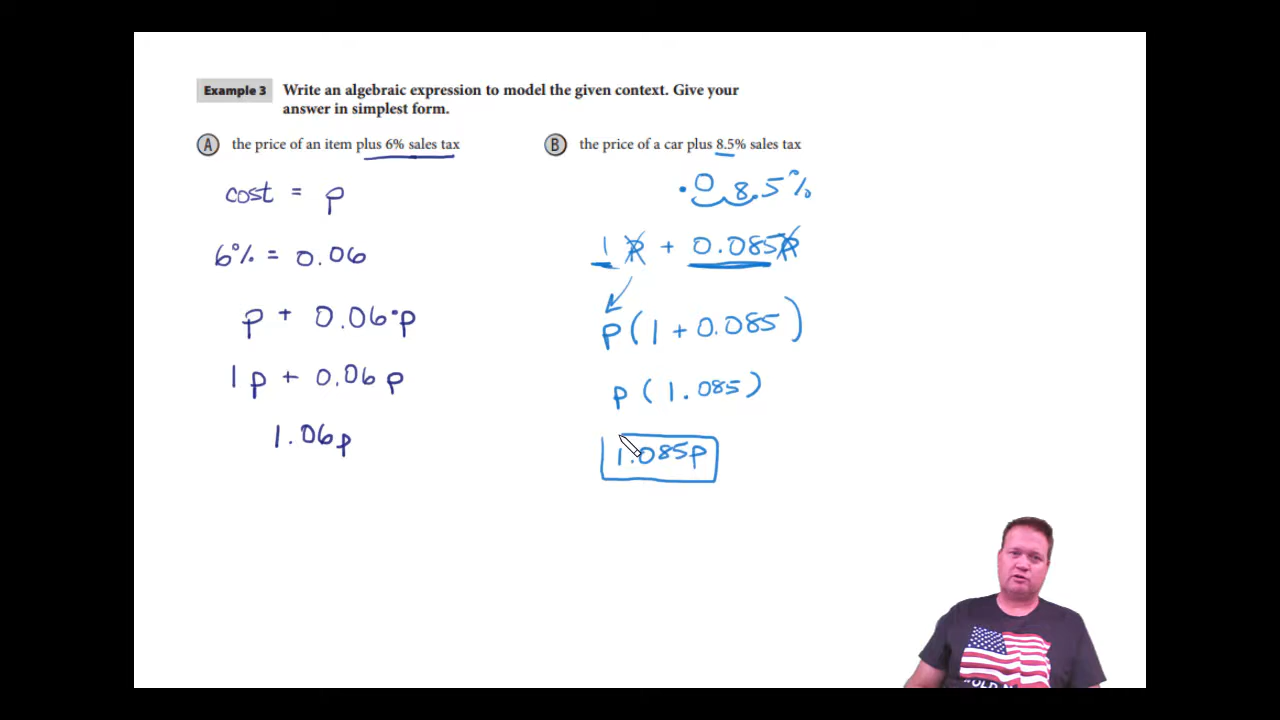 Example 3 Write an algebraic expression to model the given context. Give your
answer in simplest form.
A the price of an item plus 6% sales tax
cost = p
6% = 0.06
p + 0.06·p
1p + 0.06p
1.06p
B the price of a car plus 8.5% sales tax
.08.5%
1p + 0.085p
p(1+0.085)
p(1.085)
1.085p